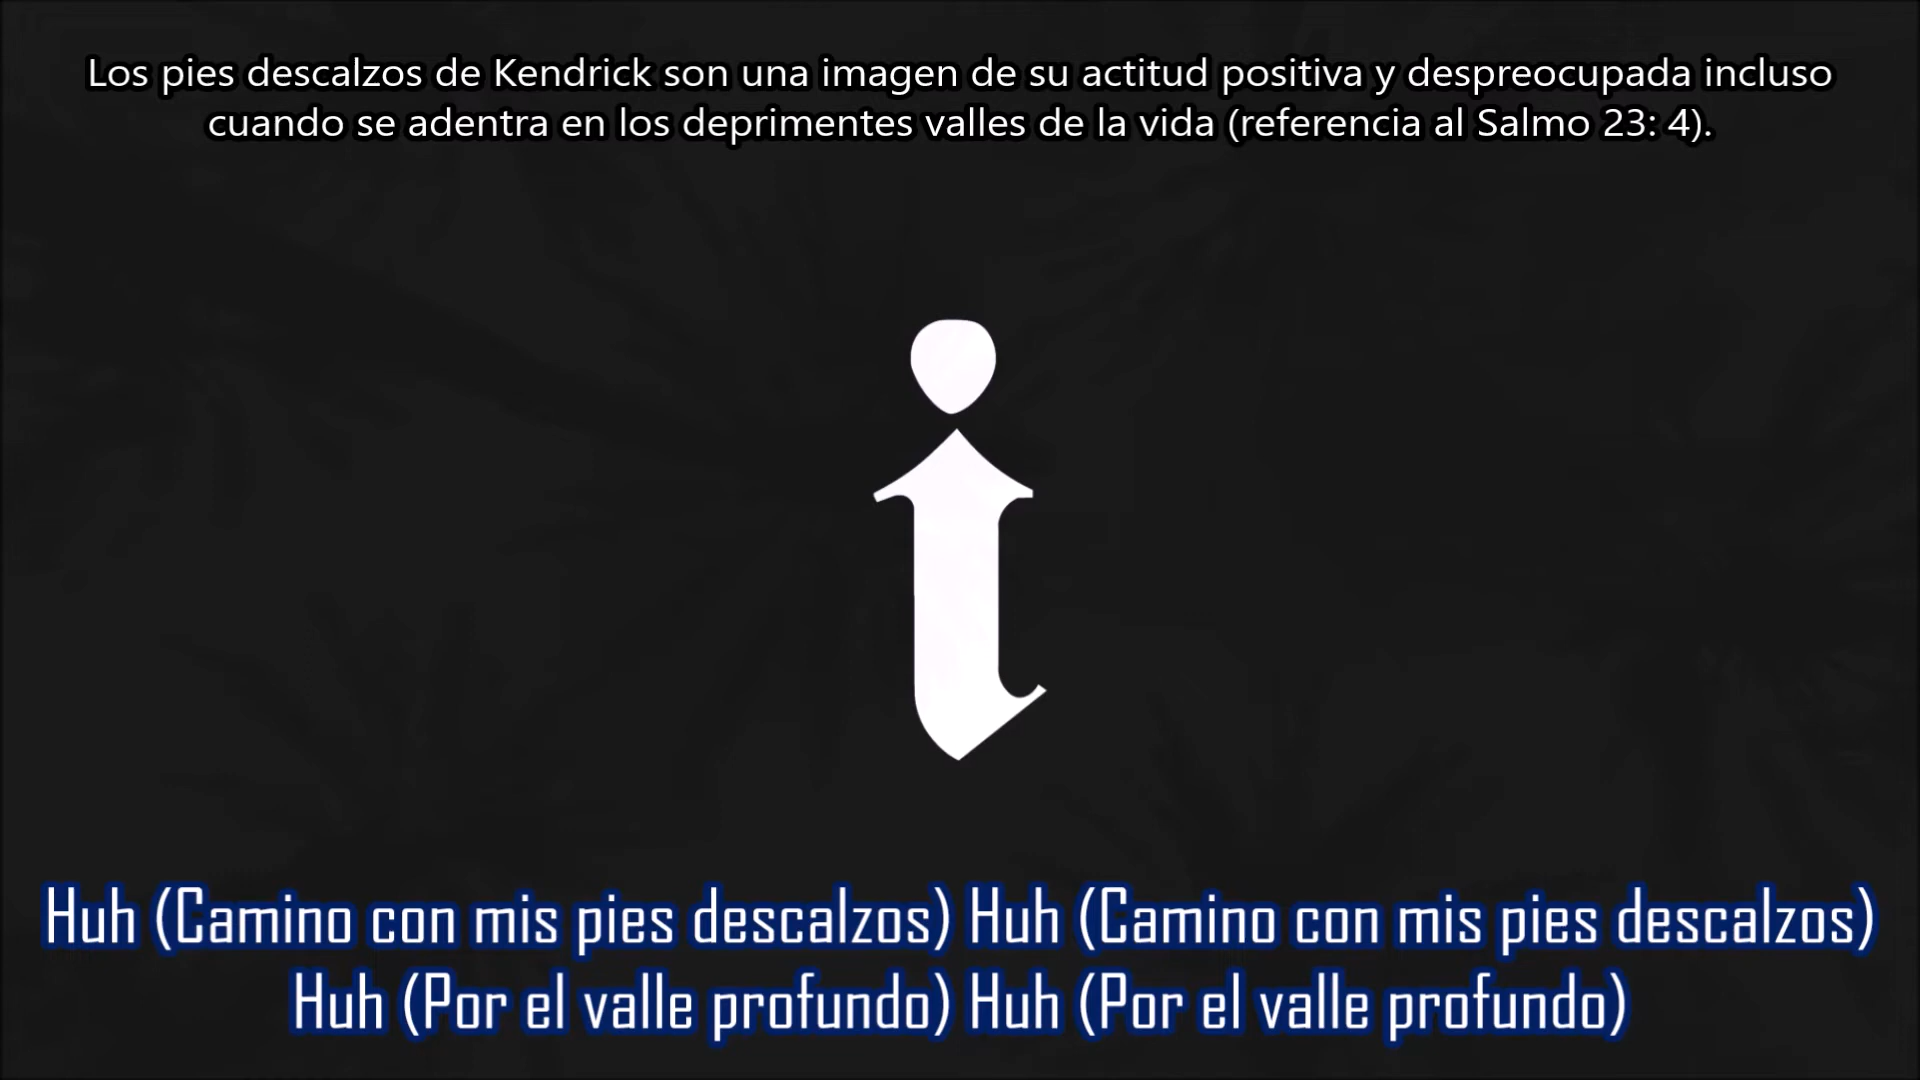 Los pies descalzos de Kendrick son una imagen de su actitud positiva y despreocupada incluso
cuando se adentra en los deprimentes valles de la vida (referencia al Salmo 23: 4).
i
Huh (Camino con mis pies descalzos) Huh (Camino con mis pies descalzos)
Huh (Por el valle profundo) Huh (Por el valle profundo)